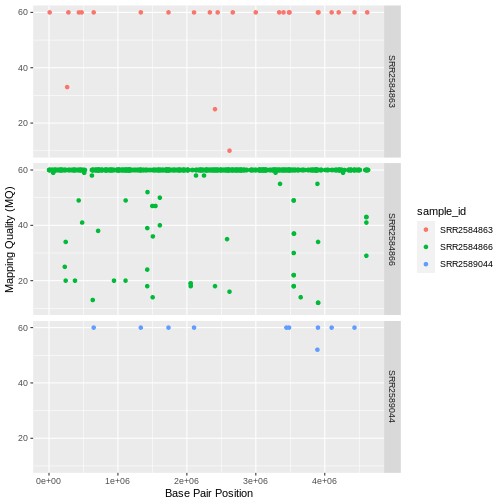 60
40
20
SRR2584863
60
40
20
SRR2584866
60
40
20
SRR2589044
Mapping Quality (MQ)
0e+00
1e+06
2e+06
3e+06
4e+06
Base Pair Position
sample_id
SRR2584863
SRR2584866
SRR2589044